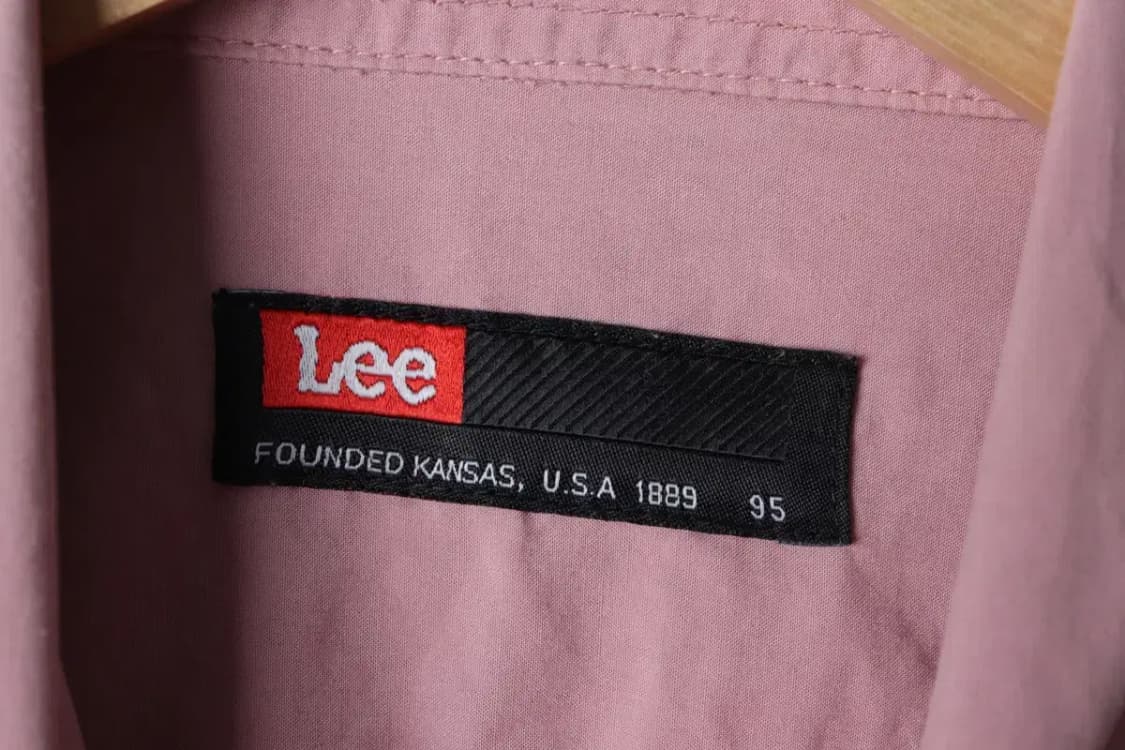 Lee
FOUNDED KANSAS, U.S.A 1889 95